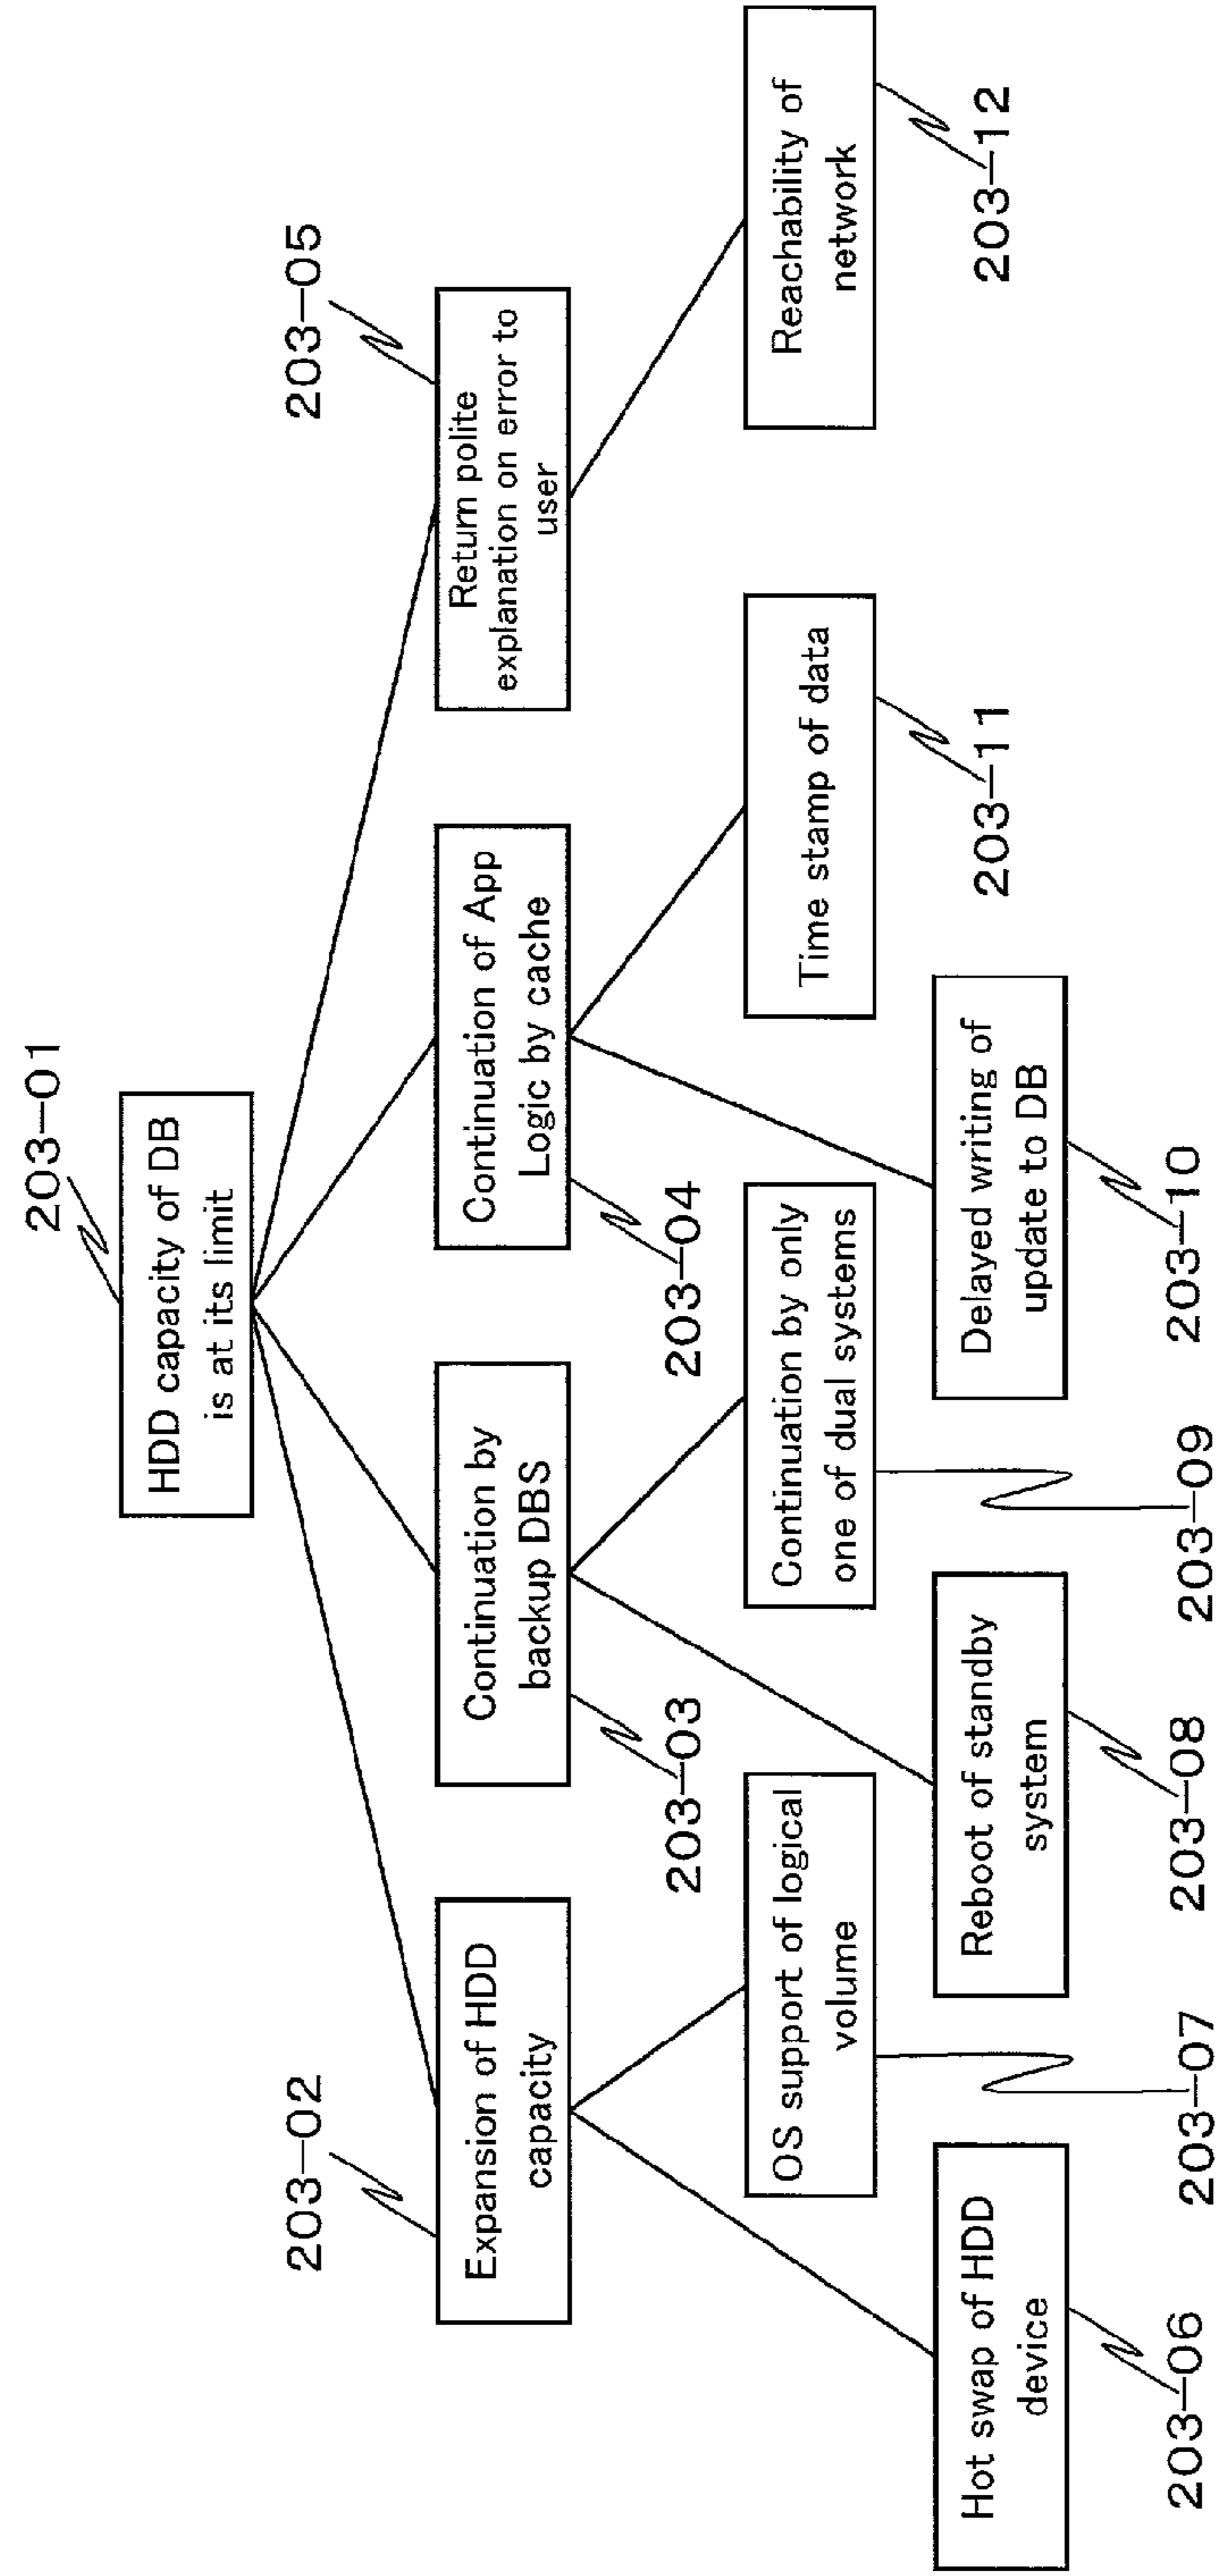 203-01
HDD capacity of DB
is at its limit
203-02
Expansion of HDD
capacity
Continuation by
backup DBS
203-03
Continuation of App
Logic by cache
203-04
203-05
Return polite
explanation on error to
user
OS support of logical
volume
203-07
Continuation by only
one of dual systems
203-09
Time stamp of data
203-11
Reachability of
network
203-12
Hot swap of HDD
device
203-06
Reboot of standby
system
203-08
Delayed writing of
update to DB
203-10